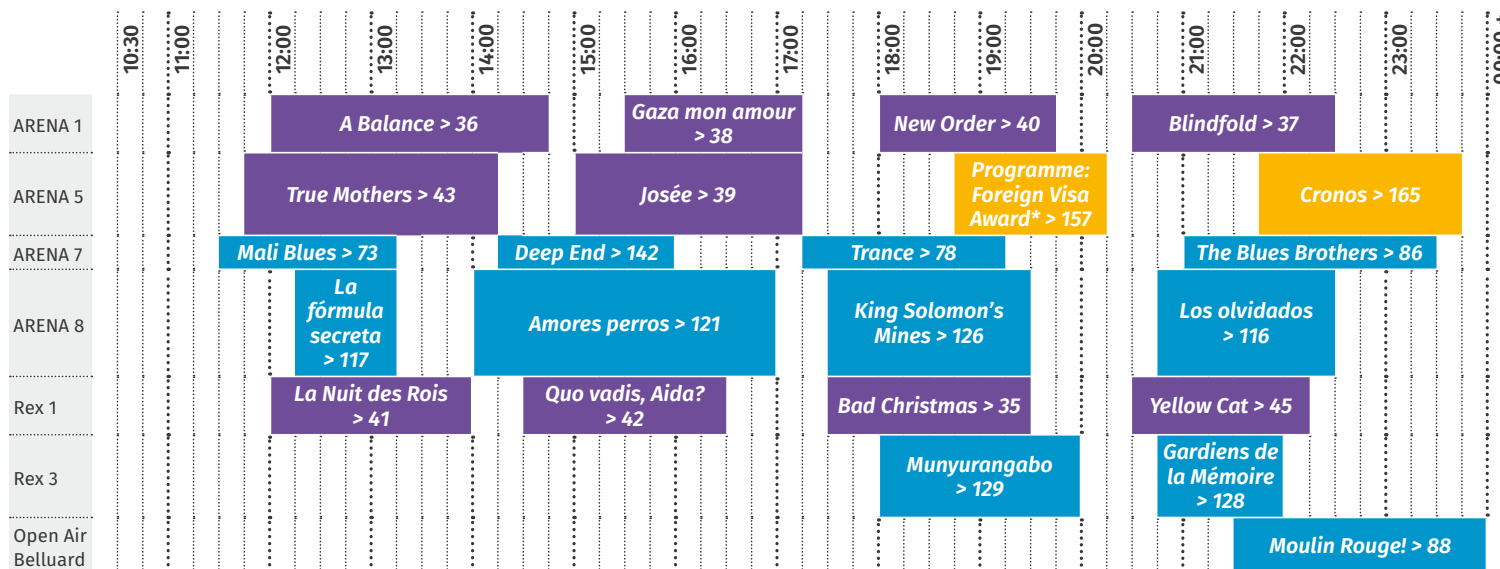 10:30
11:00
12:00
13:00
14:00
15:00
16:00
17:00
18:00
19:00
20:00
21:00
22:00
23:00
00:00 +
ARENA 1
A Balance > 36
Gaza mon amour
> 38
New Order > 40
Blindfold > 37
ARENA 5
True Mothers > 43
Josée > 39
Programme:
Foreign Visa
Award* > 157
Cronos > 165
ARENA 7
Mali Blues > 73
Deep End > 142
Trance > 78
The Blues Brothers > 86
ARENA 8
La
fórmula
secreta
> 117
Amores perros > 121
King Solomon’s
Mines > 126
Los olvidados
> 116
Rex 1
La Nuit des Rois
> 41
Quo vadis, Aida?
> 42
Bad Christmas > 35
Yellow Cat > 45
Rex 3
Munyurangabo
> 129
Gardiens de
la Mémoire
> 128
Open Air
Belluard
Moulin Rouge! > 88